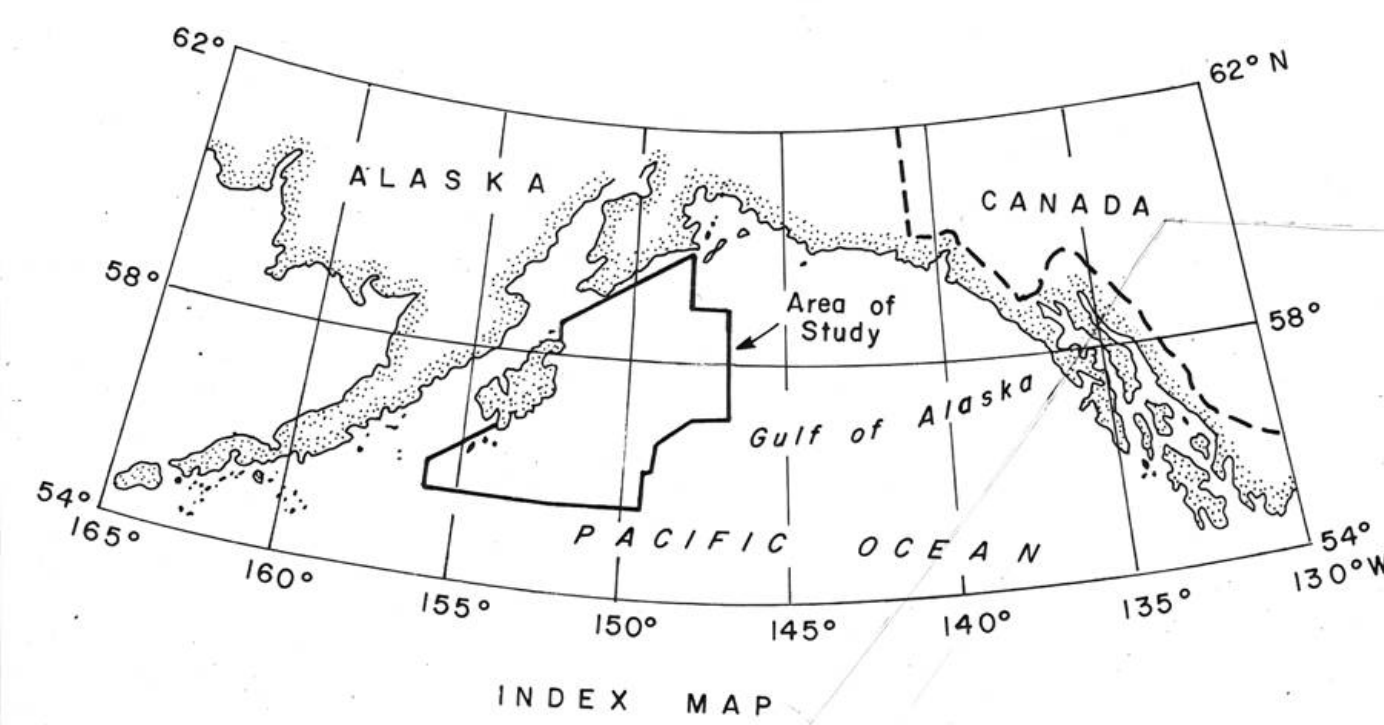 62°
62° N
ALASKA
CANADA
58°
Area of
Study
58°
Gulf of Alaska
54°
PACIFIC OCEAN
54°
165°
160°
155°
150°
145°
140°
135°
130°W
INDEX MAP